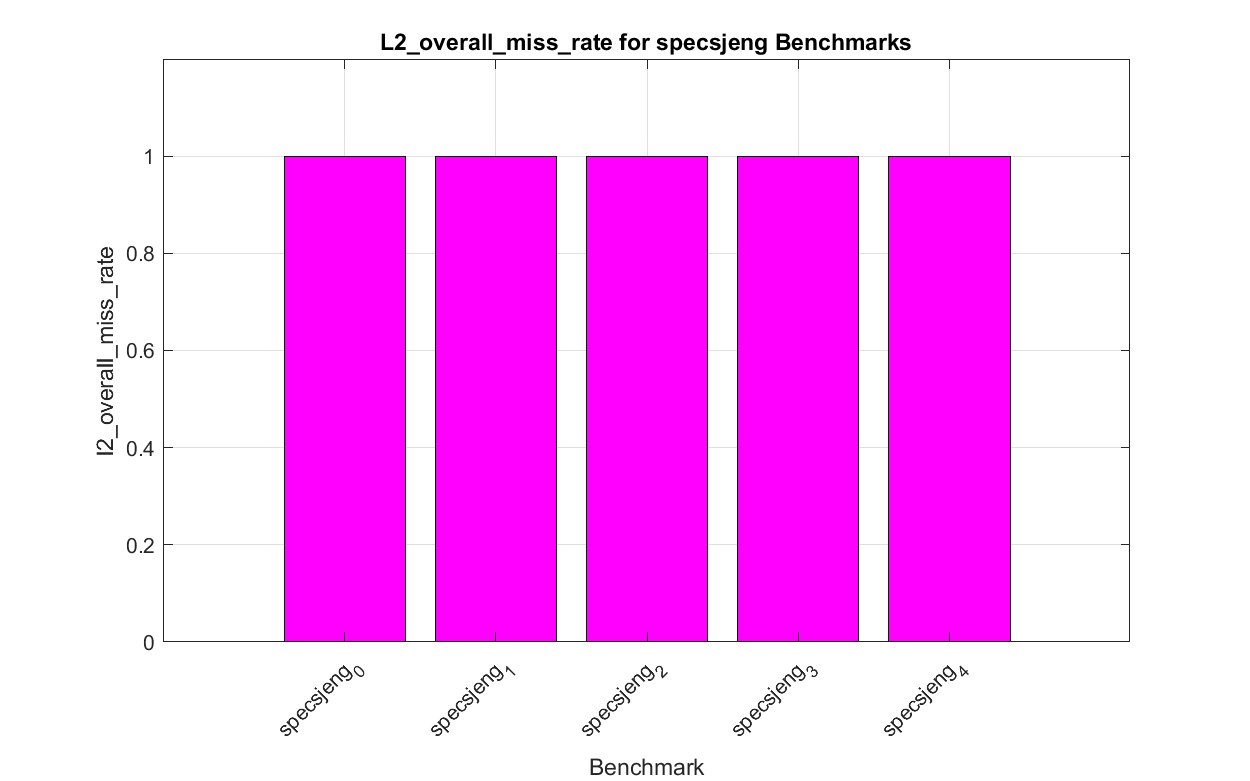 L2_overall_miss_rate for specsjeng Benchmarks
l2_overall_miss_rate
1
0.8
0.6
0.4
0.2
0
specsjeng₀
specsjeng₁
specsjeng₂
specsjeng₃
specsjeng₄
Benchmark